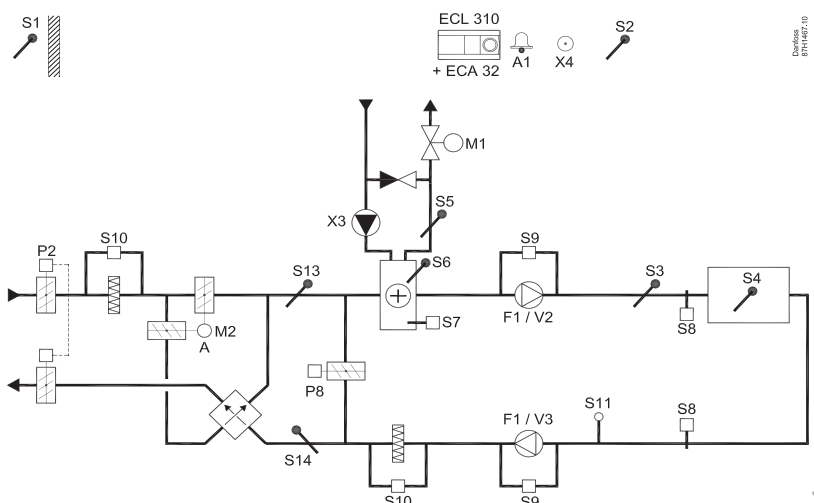 S1
ECL 310
+ ECA 32
A1
X4
S2
Danfoss
87H1467.10
M1
X3
S5
P2
S10
S13
S6
S9
S3
S4
S7
F1 / V2
S8
M2
A
P8
S14
F1 / V3
S11
S8
S10
S9